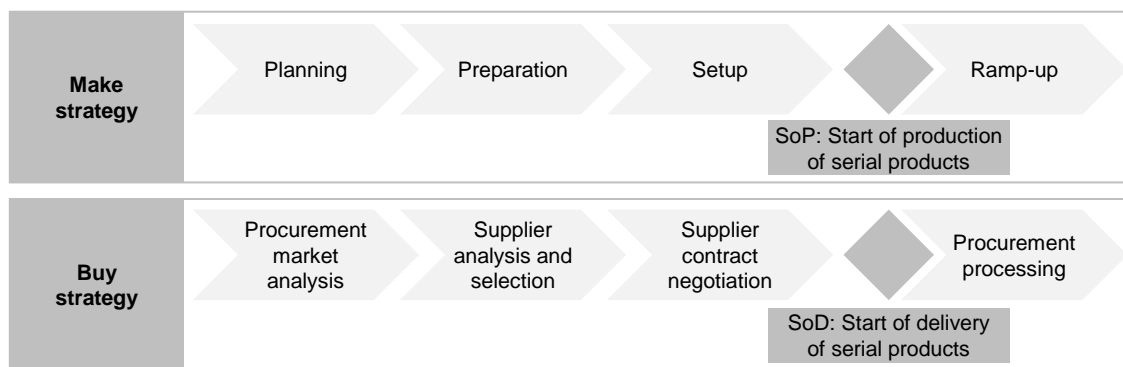 Make
strategy
Planning
Preparation
Setup
Ramp-up
SoP: Start of production
of serial products
Buy
strategy
Procurement
market
analysis
Supplier
analysis and
selection
Supplier
contract
negotiation
Procurement
processing
SoD: Start of delivery
of serial products